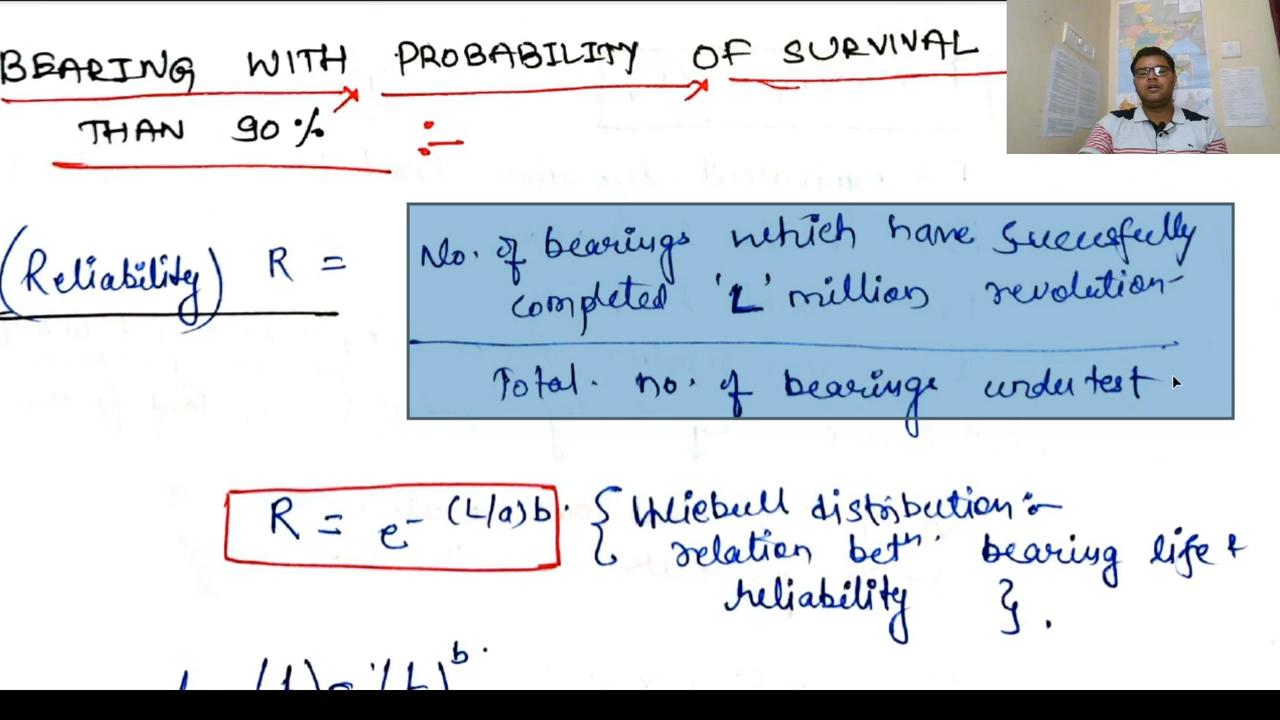 BEARING WITH PROBABILITY OF SURVIVAL
THAN 90%
(Reliability) R =
No. of bearings which have successfully
completed 'L' million revolution-
Total. no. of bearings under test
R = e- (L/a)b. { Wiebull distribution :-
relation betn. bearing life &
reliability }.
(L)b.